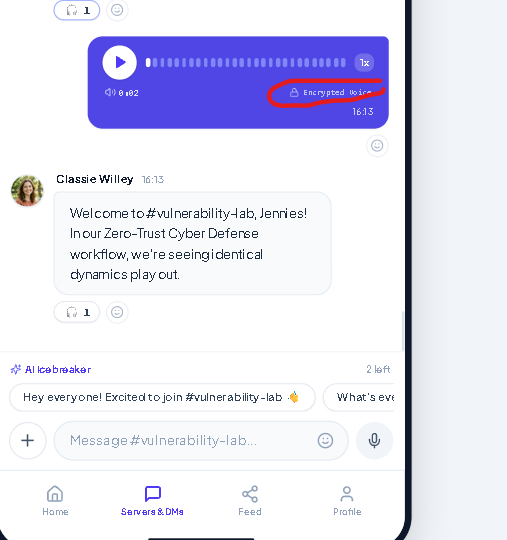 1
1x
0:02
Encrypted Voice
16:13
Classie Willey 16:13
Welcome to #vulnerability-lab, Jennies!
In our Zero-Trust Cyber Defense
workflow, we're seeing identical
dynamics play out.
1
AI Icebreaker
2 left
Hey everyone! Excited to join #vulnerability-lab 👋
What's eve
Message #vulnerability-lab...
Home
Servers & DMs
Feed
Profile